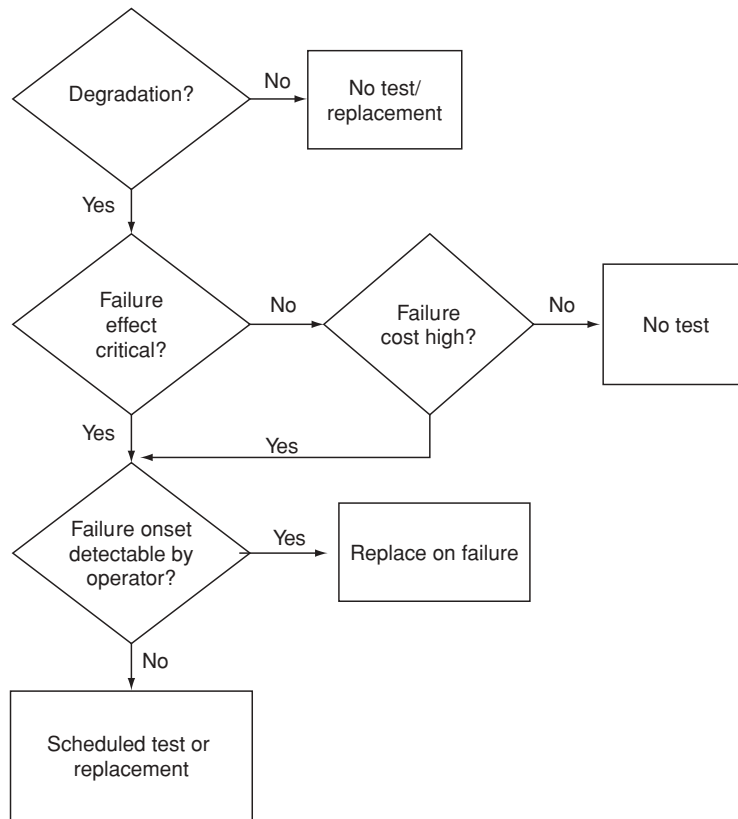 Degradation?
No
No test/
replacement
Yes
Failure
effect
critical?
No
Failure
cost high?
No
No test
Yes
Yes
Failure onset
detectable by
operator?
Yes
Replace on failure
No
Scheduled test or
replacement